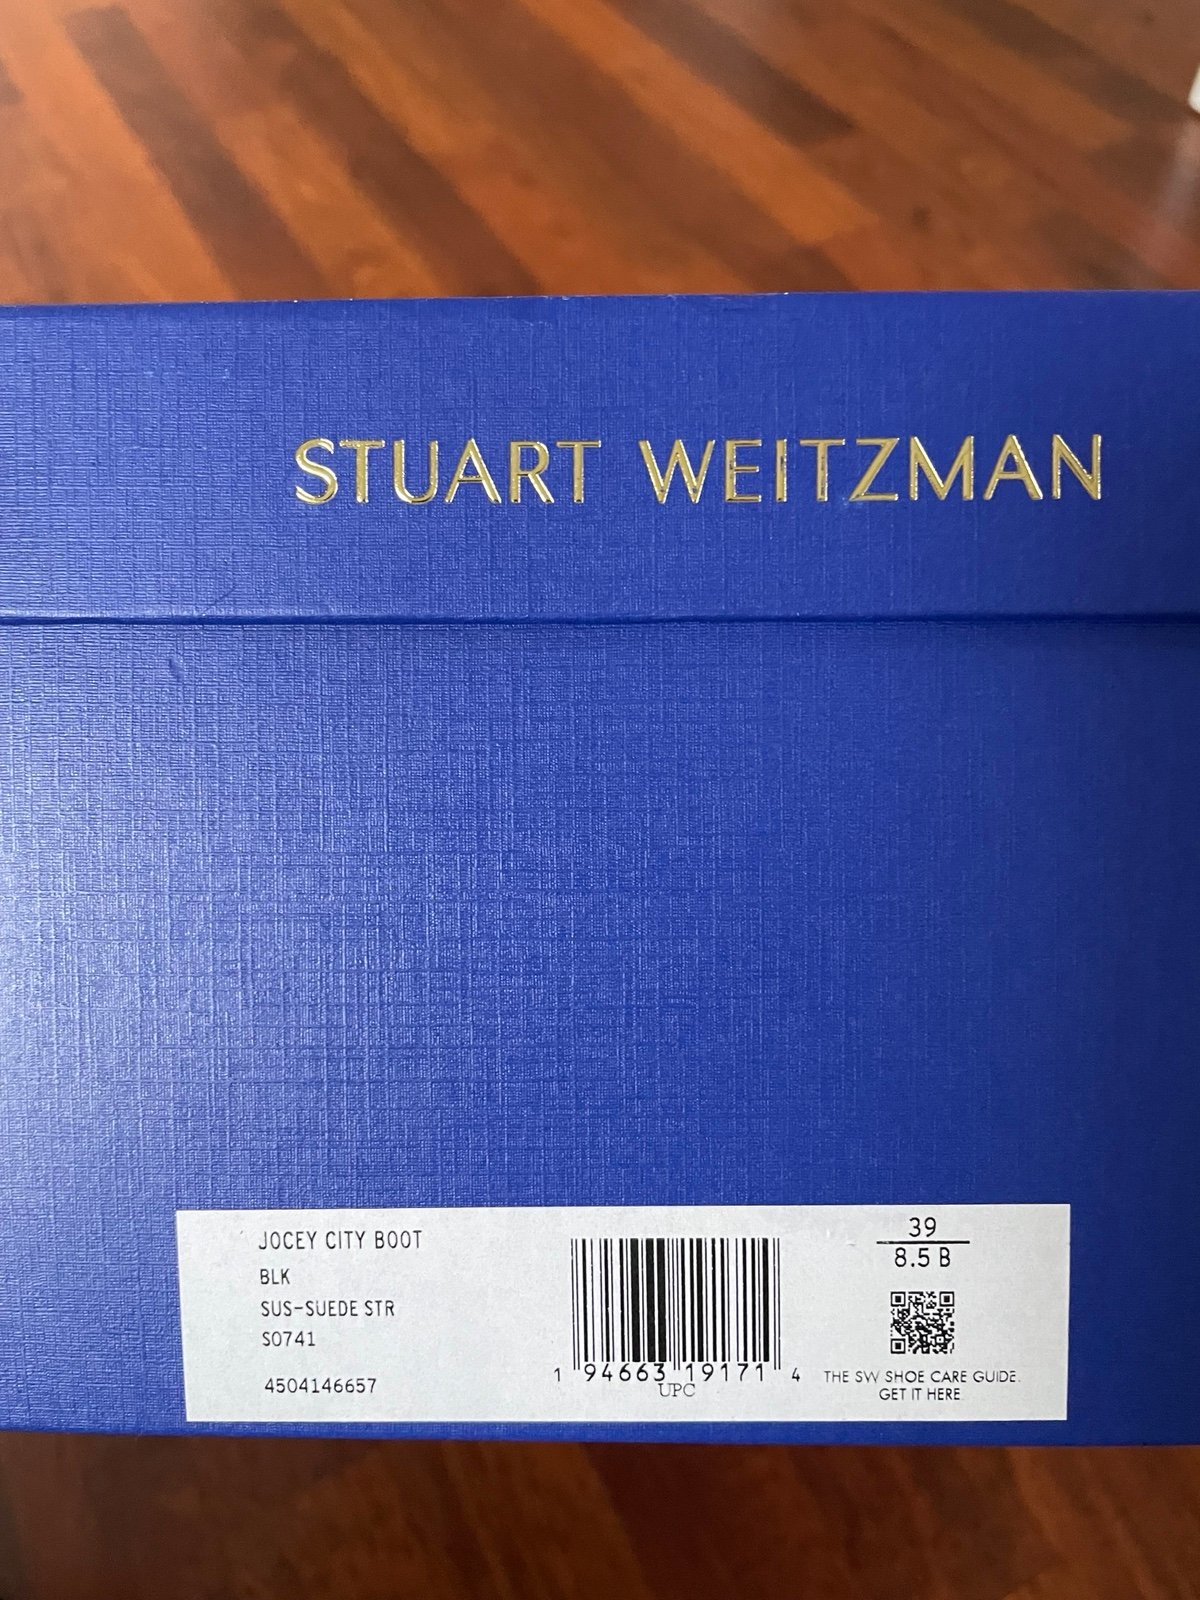 STUART WEITZMAN
JOCEY CITY BOOT
BLK
SUS-SUEDE STR
S0741
4504146657
1 94663 19171 4
UPC
39
8.5 B
THE SW SHOE CARE GUIDE.
GET IT HERE